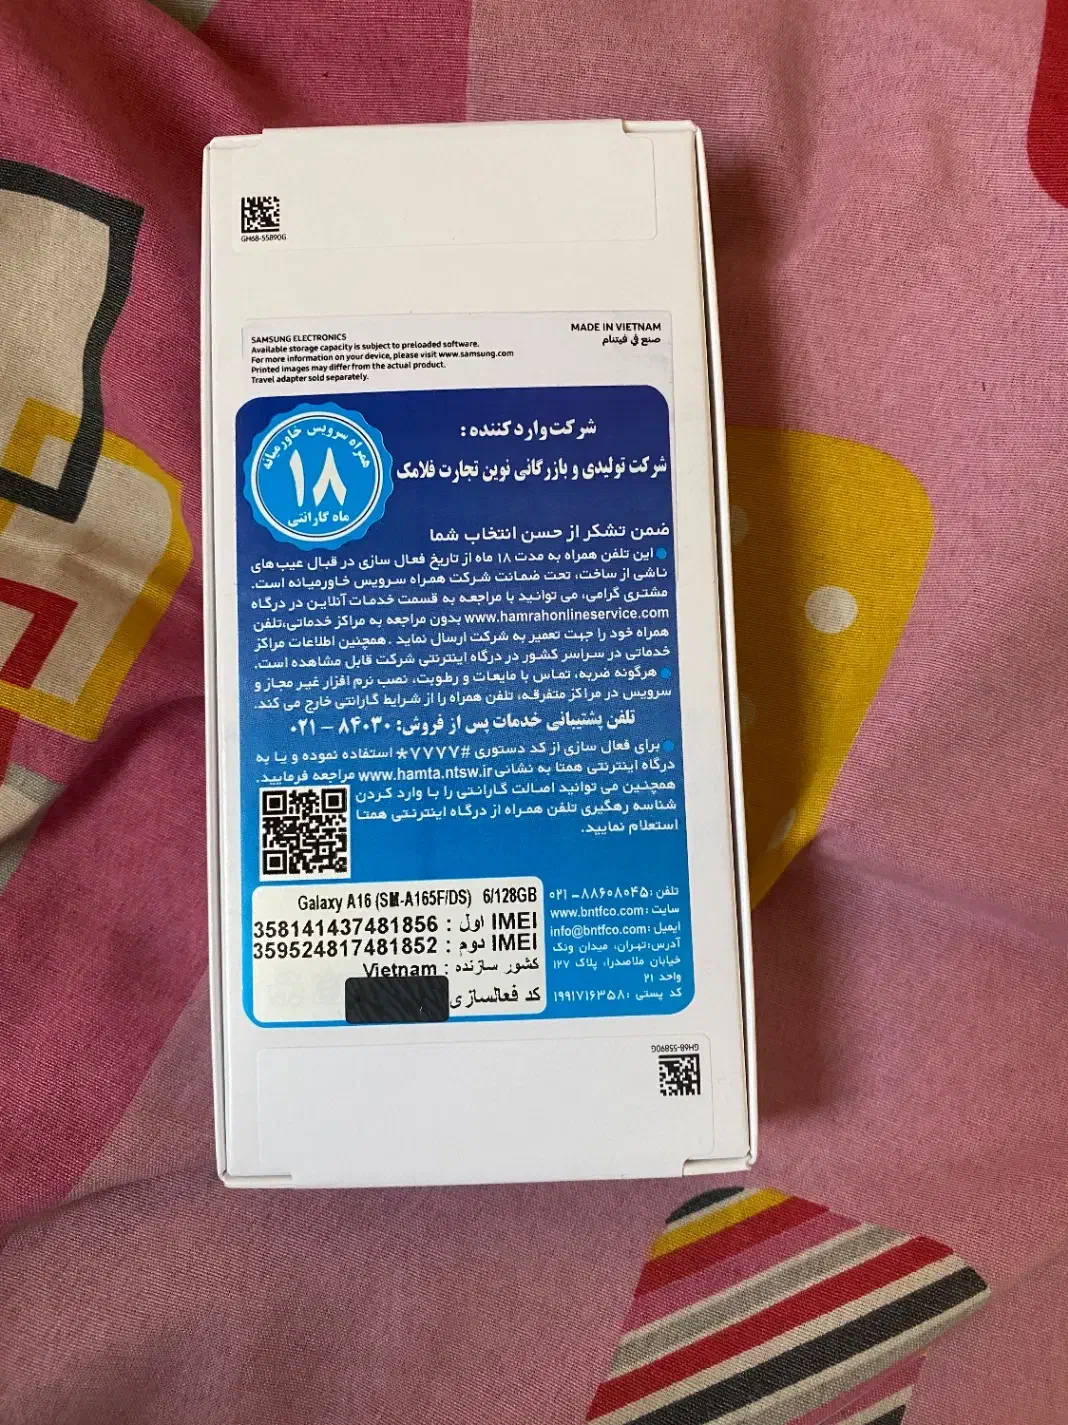 GH68-55890G
SAMSUNG ELECTRONICS
Available storage capacity is subject to preloaded software.
For more information on your device, please visit www.samsung.com
Printed images may differ from the actual product.
Travel adapter sold separately.
MADE IN VIETNAM
صنع في فيتنام
همراه سرویس خاورمیانه
۱۸
ماه گارانتی
شرکت وارد کننده :
شرکت تولیدی و بازرگانی نوین تجارت فلامک
ضمن تشکر از حسن انتخاب شما
این تلفن همراه به مدت ۱۸ ماه از تاریخ فعال سازی در قبال عیب های
ناشی از ساخت، تحت ضمانت شرکت همراه سرویس خاورمیانه است.
مشتری گرامی، می توانید با مراجعه به قسمت خدمات آنلاین در درگاه
www.hamrahonlineservice.com بدون مراجعه به مراکز خدماتی،تلفن
همراه خود را جهت تعمیر به شرکت ارسال نماید .همچنین اطلاعات مراکز
خدماتی در سراسر کشور در درگاه اینترنتی شرکت قابل مشاهده است.
هرگونه ضربه، تماس با مایعات و رطوبت، نصب نرم افزار غیر مجاز و
سرویس در مراکز متفرقه، تلفن همراه را از شرایط گارانتی خارج می کند.
تلفن پشتیبانی خدمات پس از فروش: ۸۴۰۳۰ – ۰۲۱
برای فعال سازی از کد دستوری #۷۷۷۷* استفاده نموده و یا به
درگاه اینترنتی همتا به نشانی www.hamta.ntsw.ir مراجعه فرمایید.
همچنین می توانید اصالت گارانتی را با وارد کردن
شناسه رهگیری تلفن همراه از درگاه اینترنتی همتا
استعلام نمایید.
Galaxy A16 (SM-A165F/DS) 6/128GB
IMEI اول : 358141437481856
IMEI دوم : 359524817481852
کشور سازنده : Vietnam
کد فعالسازی
تلفن :۸۸۶۰۸۰۴۵– ۰۲۱
سایت : www.bntfco.com
ایمیل : info@bntfco.com
آدرس:تهران، میدان ونک
خیابان ملاصدرا، پلاک ۱۲۷
واحد ۲۱
کد پستی :۱۹۹۱۷۱۶۳۵۸
GH68-55890G